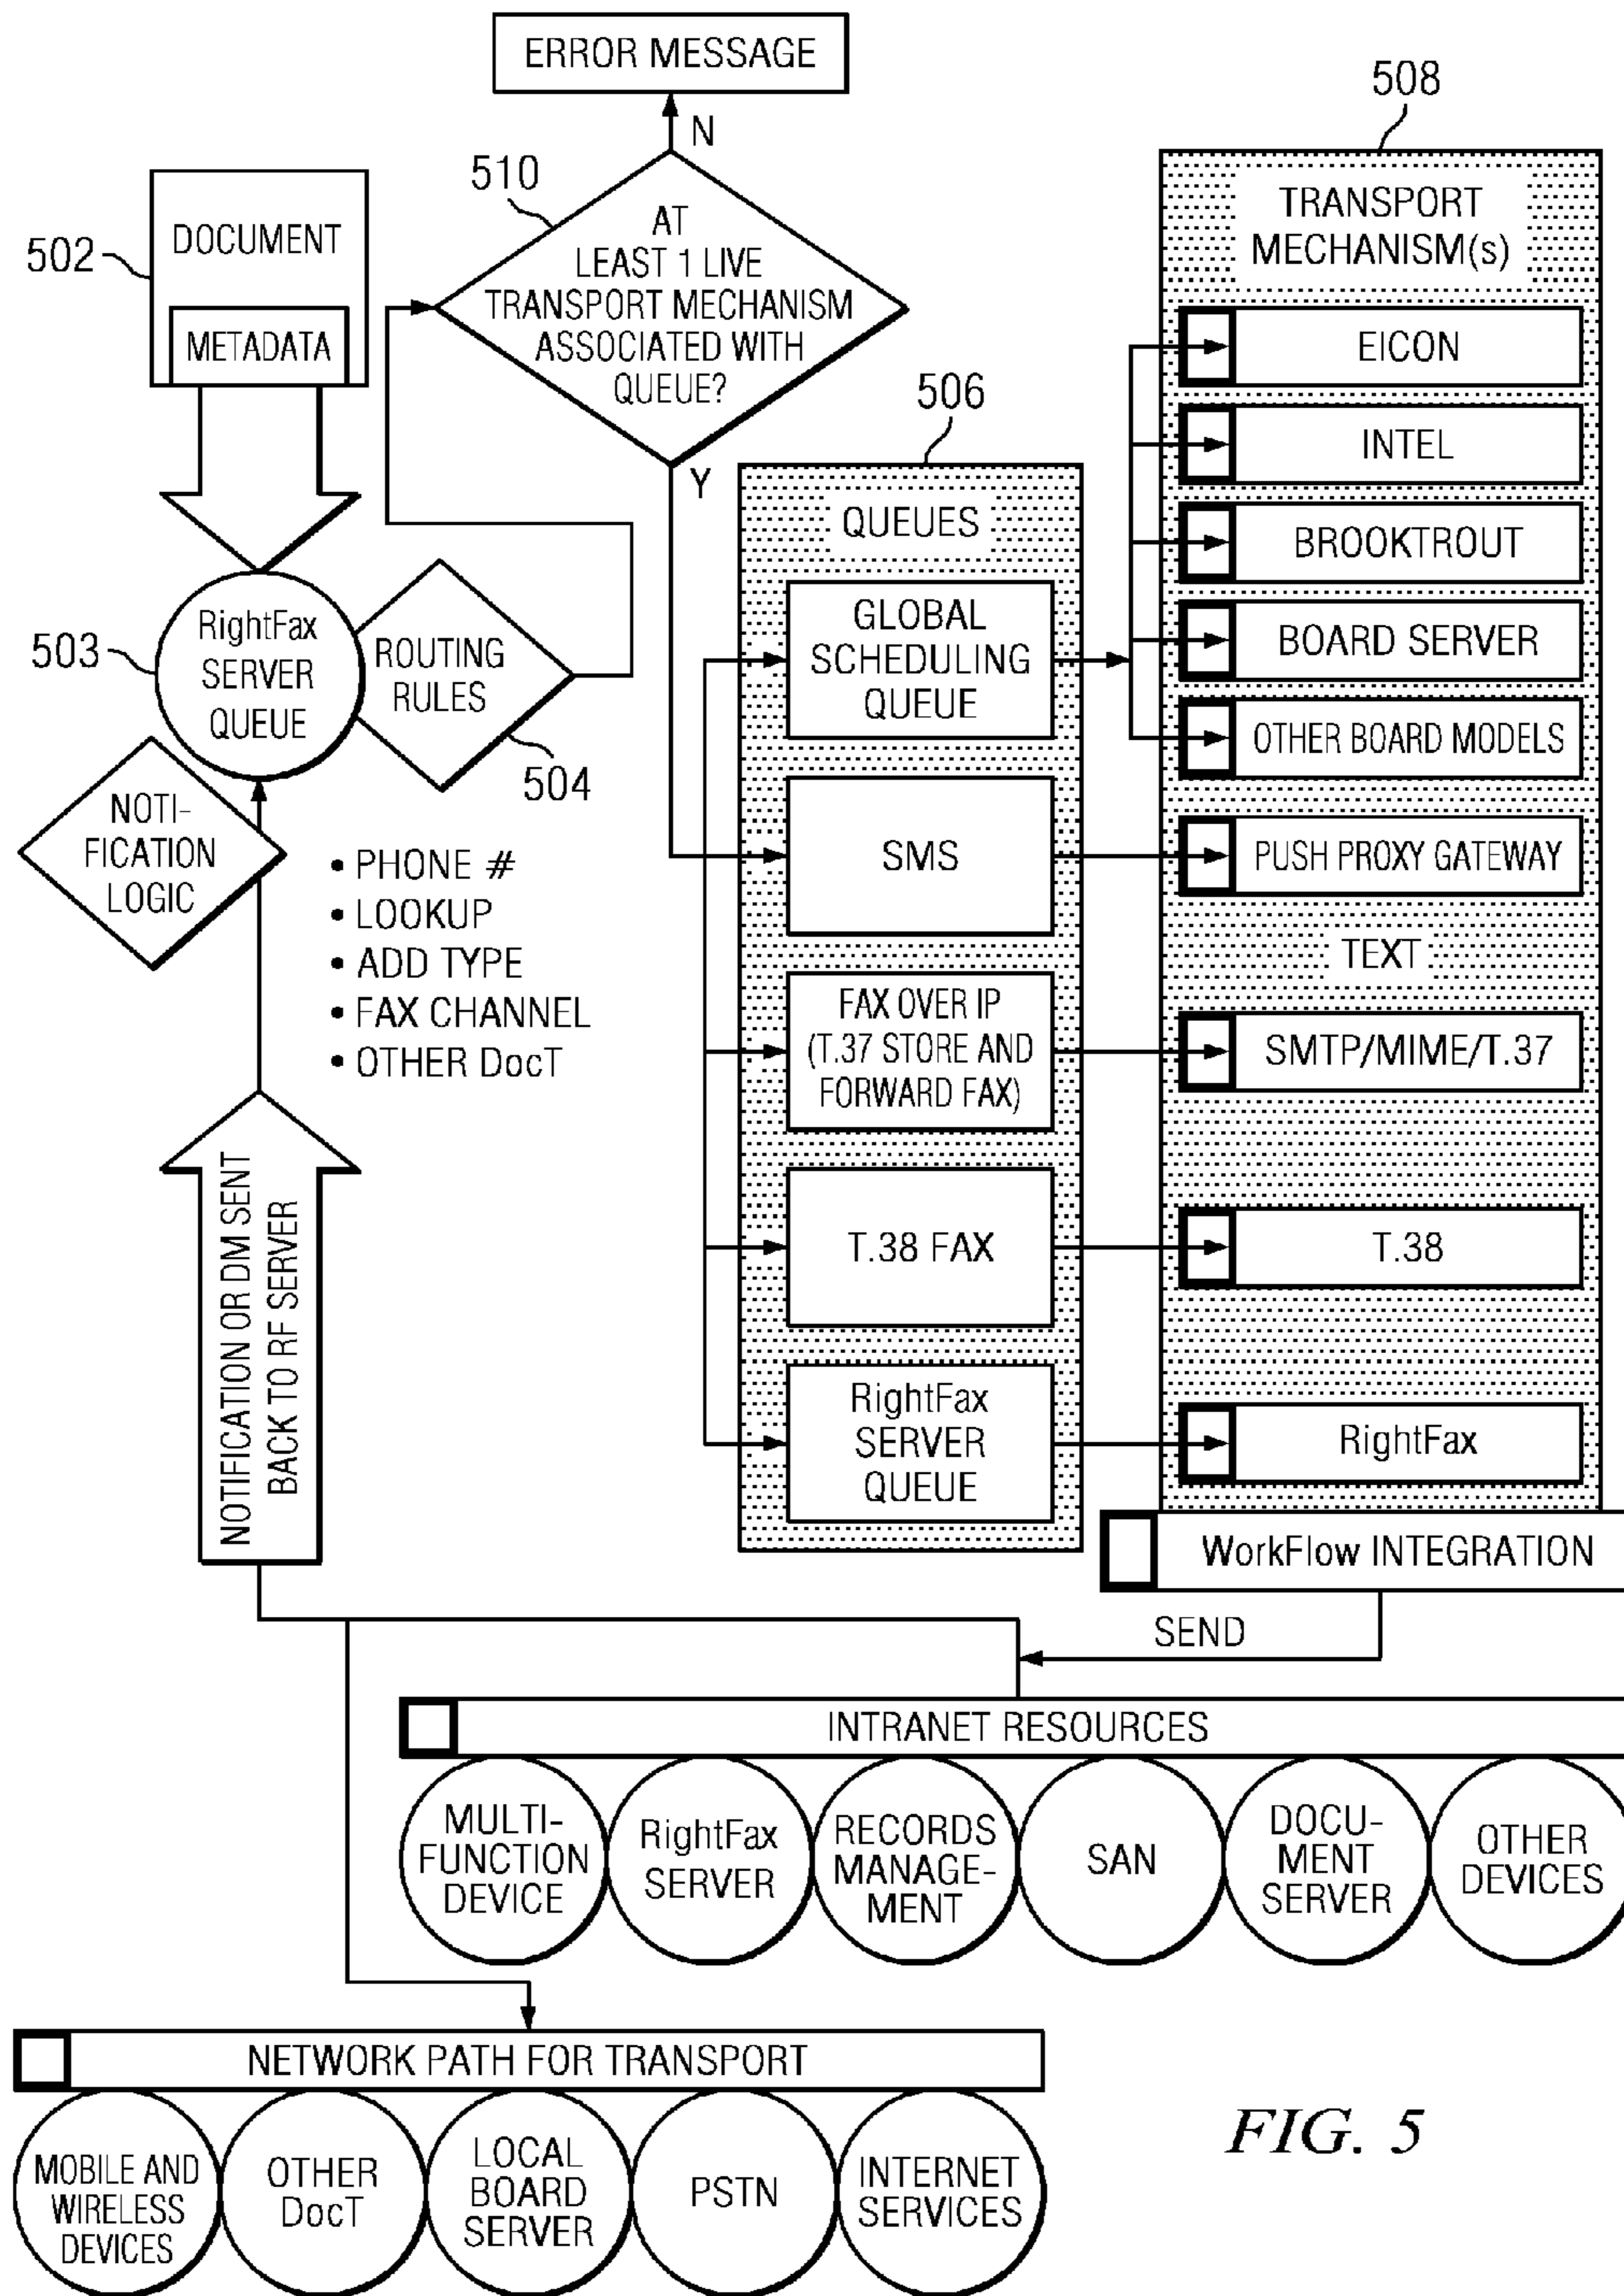 ERROR MESSAGE
N
510
AT
LEAST 1 LIVE
TRANSPORT MECHANISM
ASSOCIATED WITH
QUEUE?
Y
502
DOCUMENT
METADATA
503
RightFax
SERVER
QUEUE
ROUTING
RULES
504
NOTI-
FICATION
LOGIC
• PHONE #
• LOOKUP
• ADD TYPE
• FAX CHANNEL
• OTHER DocT
NOTIFICATION OR DM SENT
BACK TO RF SERVER
506
QUEUES
GLOBAL
SCHEDULING
QUEUE
SMS
FAX OVER IP
(T.37 STORE AND
FORWARD FAX)
T.38 FAX
RightFax
SERVER
QUEUE
508
TRANSPORT
MECHANISM(s)
EICON
INTEL
BROOKTROUT
BOARD SERVER
OTHER BOARD MODELS
PUSH PROXY GATEWAY
TEXT
SMTP/MIME/T.37
T.38
RightFax
WorkFlow INTEGRATION
SEND
INTRANET RESOURCES
MULTI-
FUNCTION
DEVICE
RightFax
SERVER
RECORDS
MANAGE-
MENT
SAN
DOCU-
MENT
SERVER
OTHER
DEVICES
NETWORK PATH FOR TRANSPORT
MOBILE AND
WIRELESS
DEVICES
OTHER
DocT
LOCAL
BOARD
SERVER
PSTN
INTERNET
SERVICES
FIG. 5